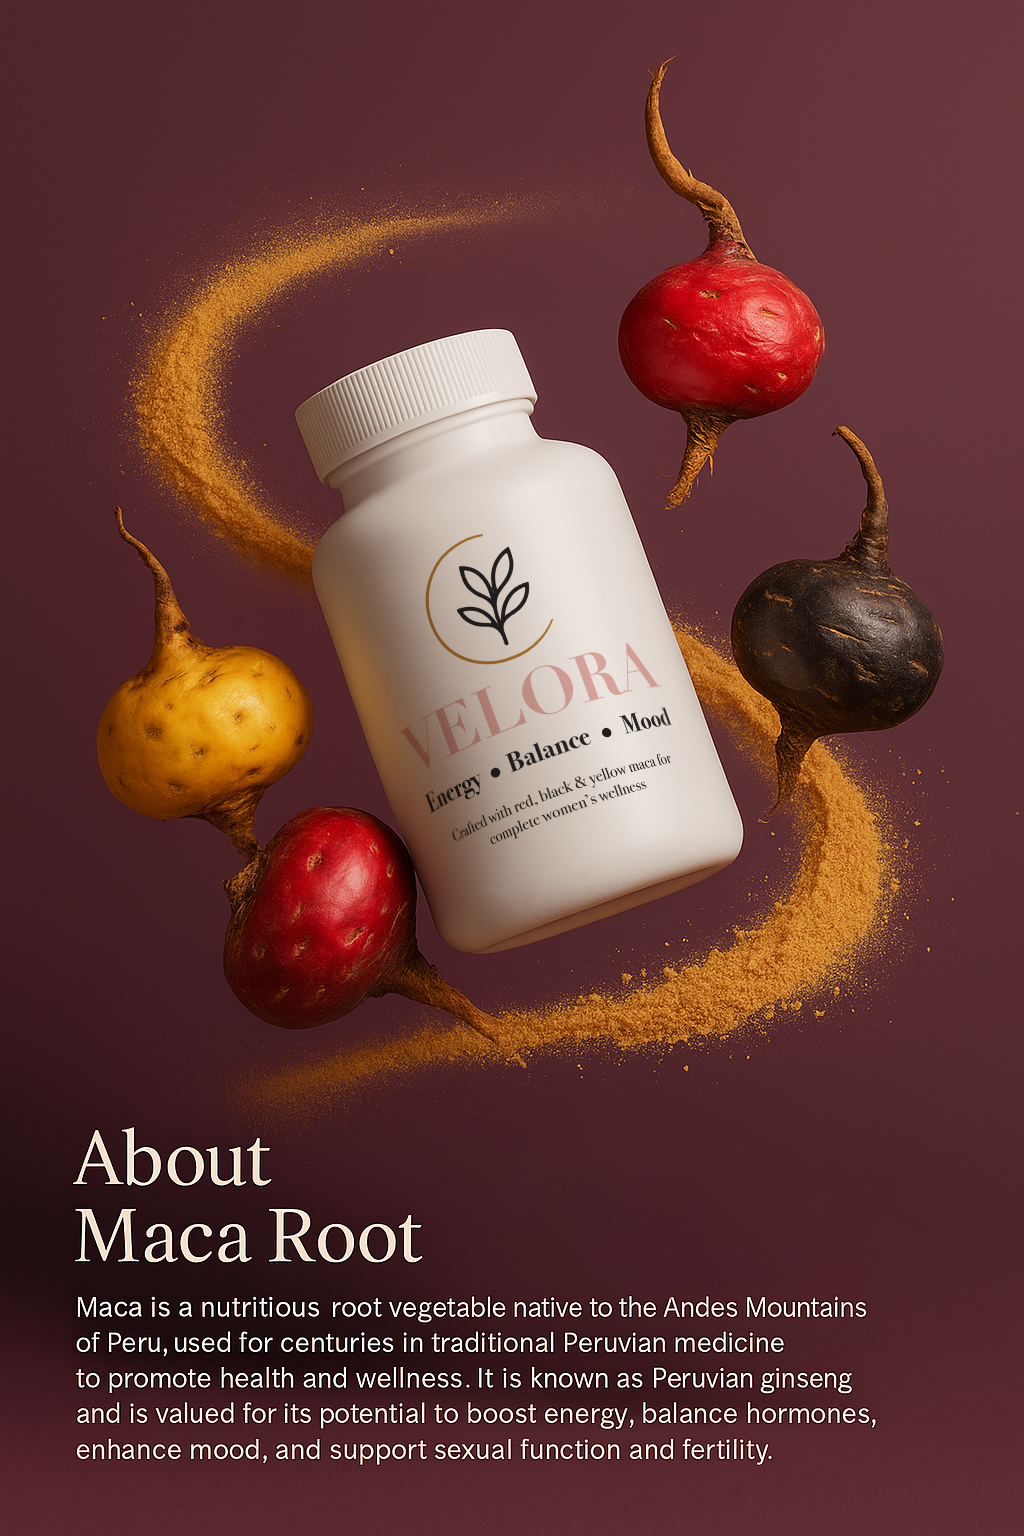 VELORA
Energy • Balance • Mood
Crafted with red, black & yellow maca for
complete women's wellness
About
Maca Root
Maca is a nutritious root vegetable native to the Andes Mountains
of Peru, used for centuries in traditional Peruvian medicine
to promote health and wellness. It is known as Peruvian ginseng
and is valued for its potential to boost energy, balance hormones,
enhance mood, and support sexual function and fertility.